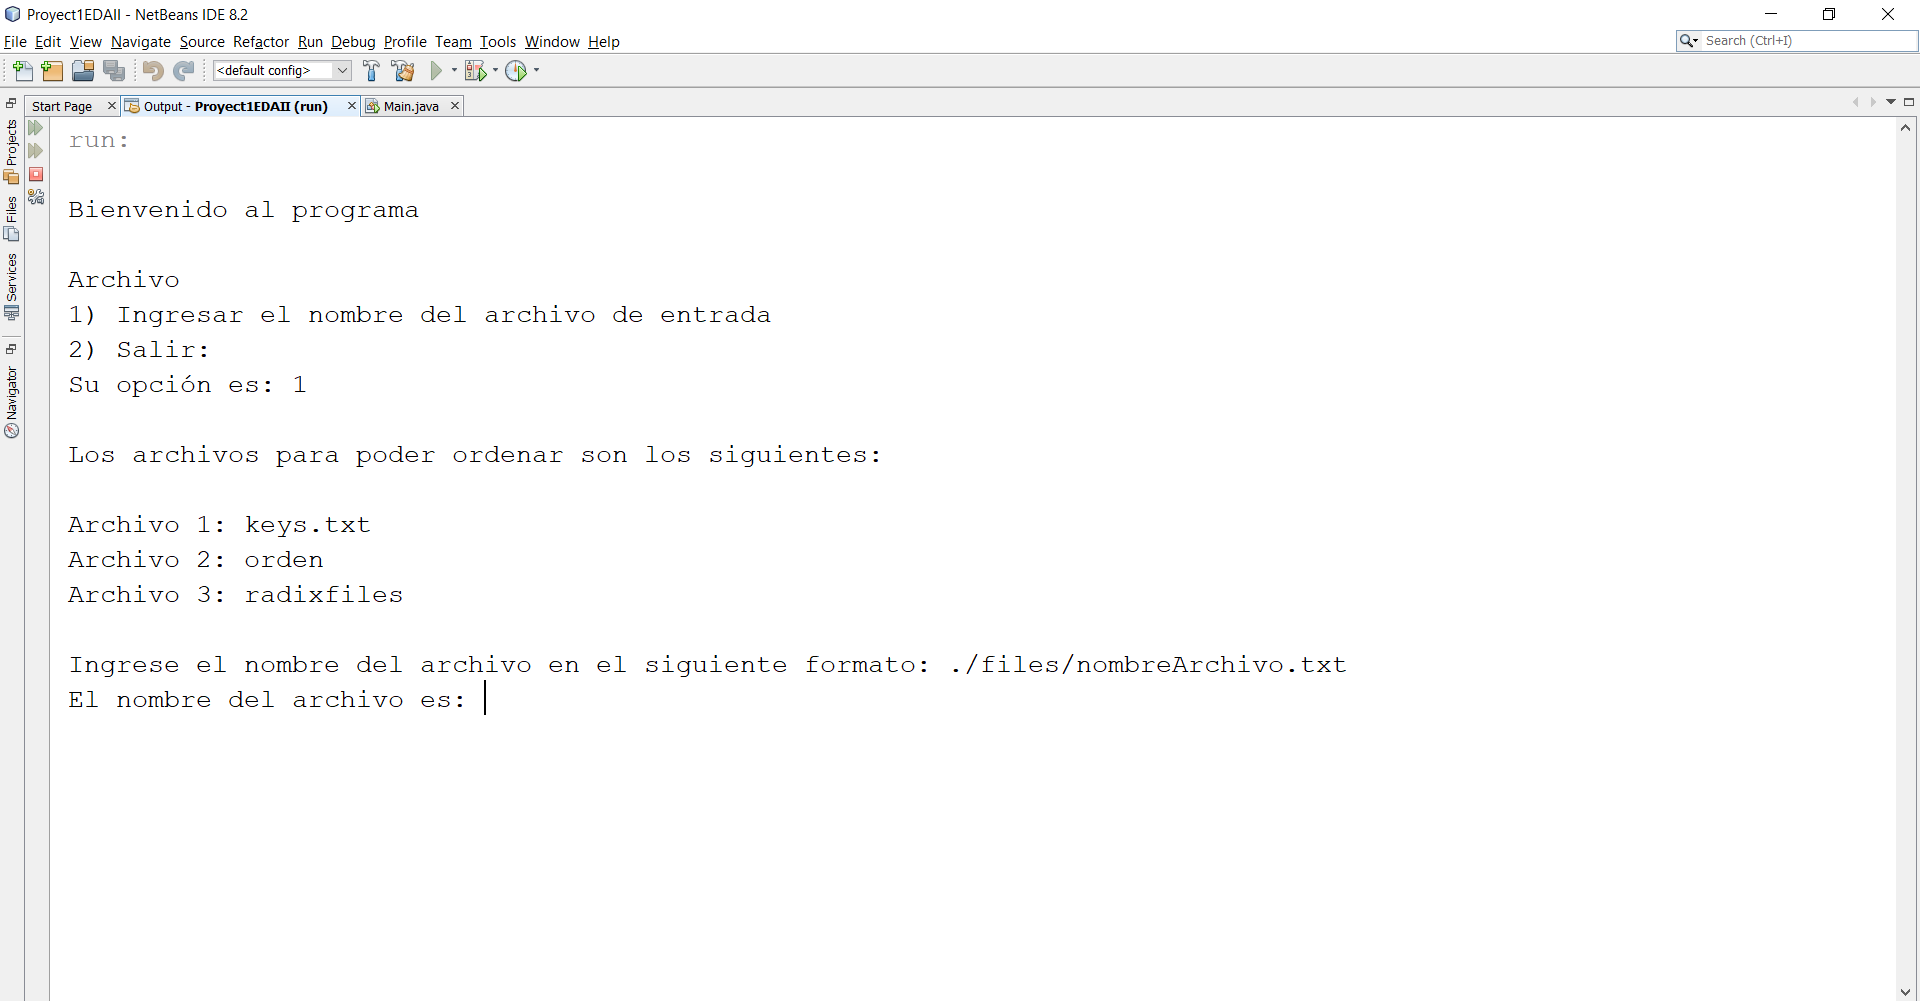 Proyect1EDAII - NetBeans IDE 8.2
File Edit View Navigate Source Refactor Run Debug Profile Team Tools Window Help
Search (Ctrl+I)
<default config>
Start Page
Output - Proyect1EDAII (run)
Main.java
Projects
Files
Services
Navigator
run:
Bienvenido al programa
Archivo
1) Ingresar el nombre del archivo de entrada
2) Salir:
Su opción es: 1
Los archivos para poder ordenar son los siguientes:
Archivo 1: keys.txt
Archivo 2: orden
Archivo 3: radixfiles
Ingrese el nombre del archivo en el siguiente formato: ./files/nombreArchivo.txt
El nombre del archivo es: